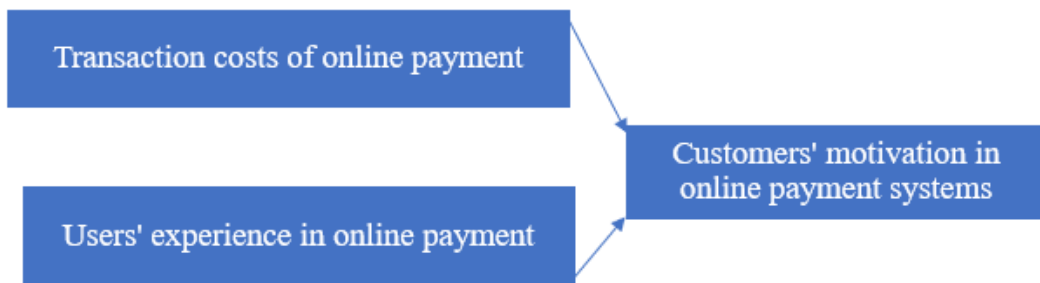 Transaction costs of online payment
Customers' motivation in
online payment systems
Users' experience in online payment